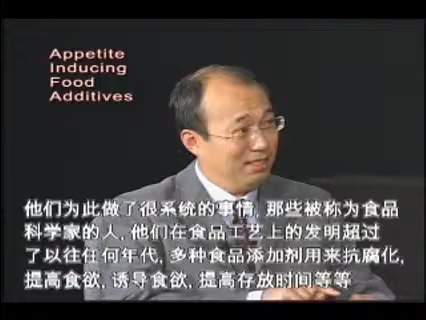 Appetite
Inducing
Food
Additives
他们为此做了很系统的事情, 那些被称为食品
科学家的人, 他们在食品工艺上的发明超过
了以往任何年代, 多种食品添加剂用来抗腐化,
提高食欲, 诱导食欲, 提高存放时间等等